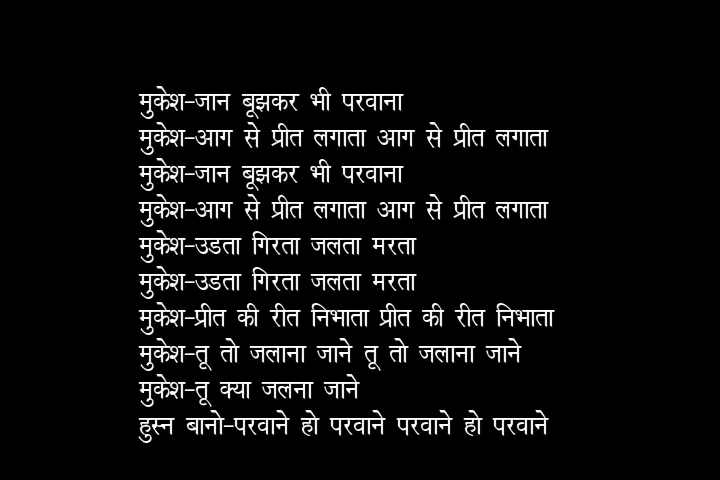 मुकेश-जान बूझकर भी परवाना
मुकेश-आग से प्रीत लगाता आग से प्रीत लगाता
मुकेश-जान बूझकर भी परवाना
मुकेश-आग से प्रीत लगाता आग से प्रीत लगाता
मुकेश-उडता गिरता जलता मरता
मुकेश-उडता गिरता जलता मरता
मुकेश-प्रीत की रीत निभाता प्रीत की रीत निभाता
मुकेश-तू तो जलाना जाने तू तो जलाना जाने
मुकेश-तू क्या जलना जाने
हुस्न बानो-परवाने हो परवाने परवाने हो परवाने